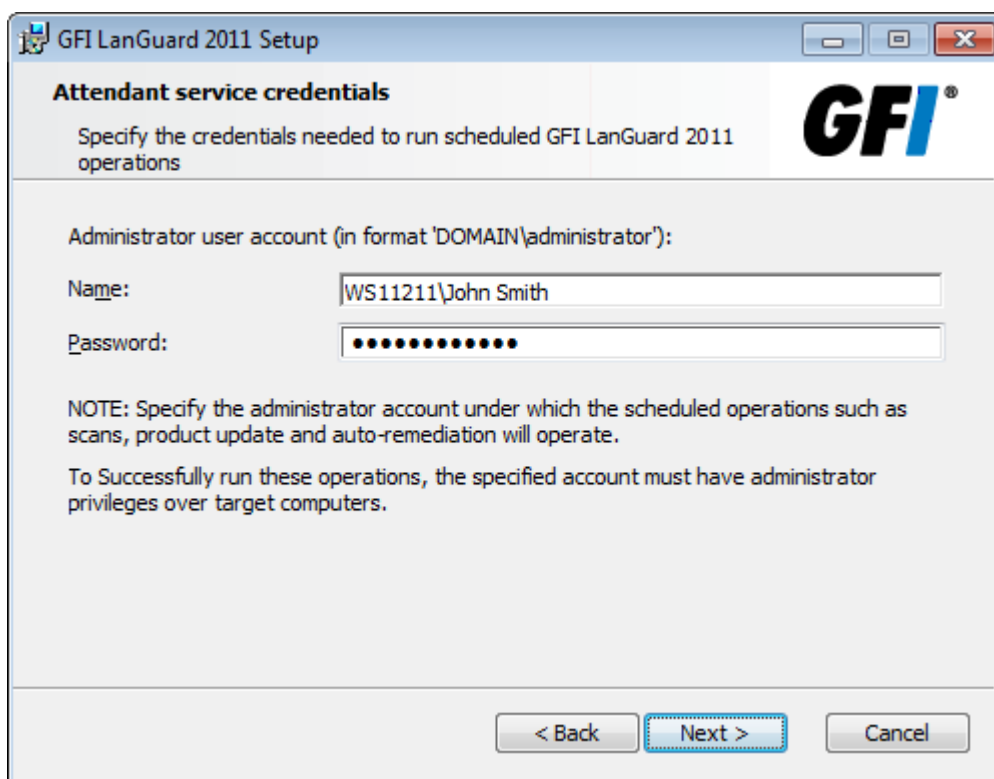 GFI LanGuard 2011 Setup
Attendant service credentials
Specify the credentials needed to run scheduled GFI LanGuard 2011
operations
GFI®
Administrator user account (in format 'DOMAIN\administrator'):
Name:
WS11211\John Smith
Password:
●●●●●●●●●●●●
NOTE: Specify the administrator account under which the scheduled operations such as
scans, product update and auto-remediation will operate.
To Successfully run these operations, the specified account must have administrator
privileges over target computers.
< Back
Next >
Cancel